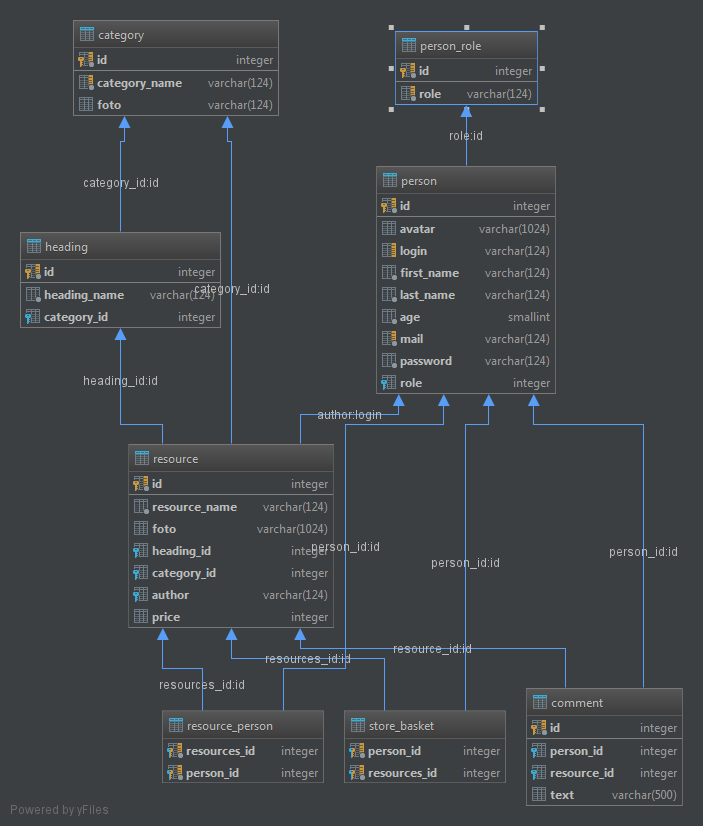 category
id integer
category_name varchar(124)
foto varchar(124)
person_role
id integer
role varchar(124)
role:id
category_id:id
person
id integer
avatar varchar(1024)
login varchar(124)
first_name varchar(124)
last_name varchar(124)
age smallint
mail varchar(124)
password varchar(124)
role integer
heading
id integer
heading_name varchar(124)
category_id integer
category_id:id
heading_id:id
author:login
resource
id integer
resource_name varchar(124)
foto varchar(1024)
heading_id integer
category_id integer
author varchar(124)
price integer
person_id:id
person_id:id
person_id:id
resource_id:id
resources_id:id
resources_id:id
resource_person
resources_id integer
person_id integer
store_basket
person_id integer
resources_id integer
comment
id integer
person_id integer
resource_id integer
text varchar(500)
Powered by yFiles